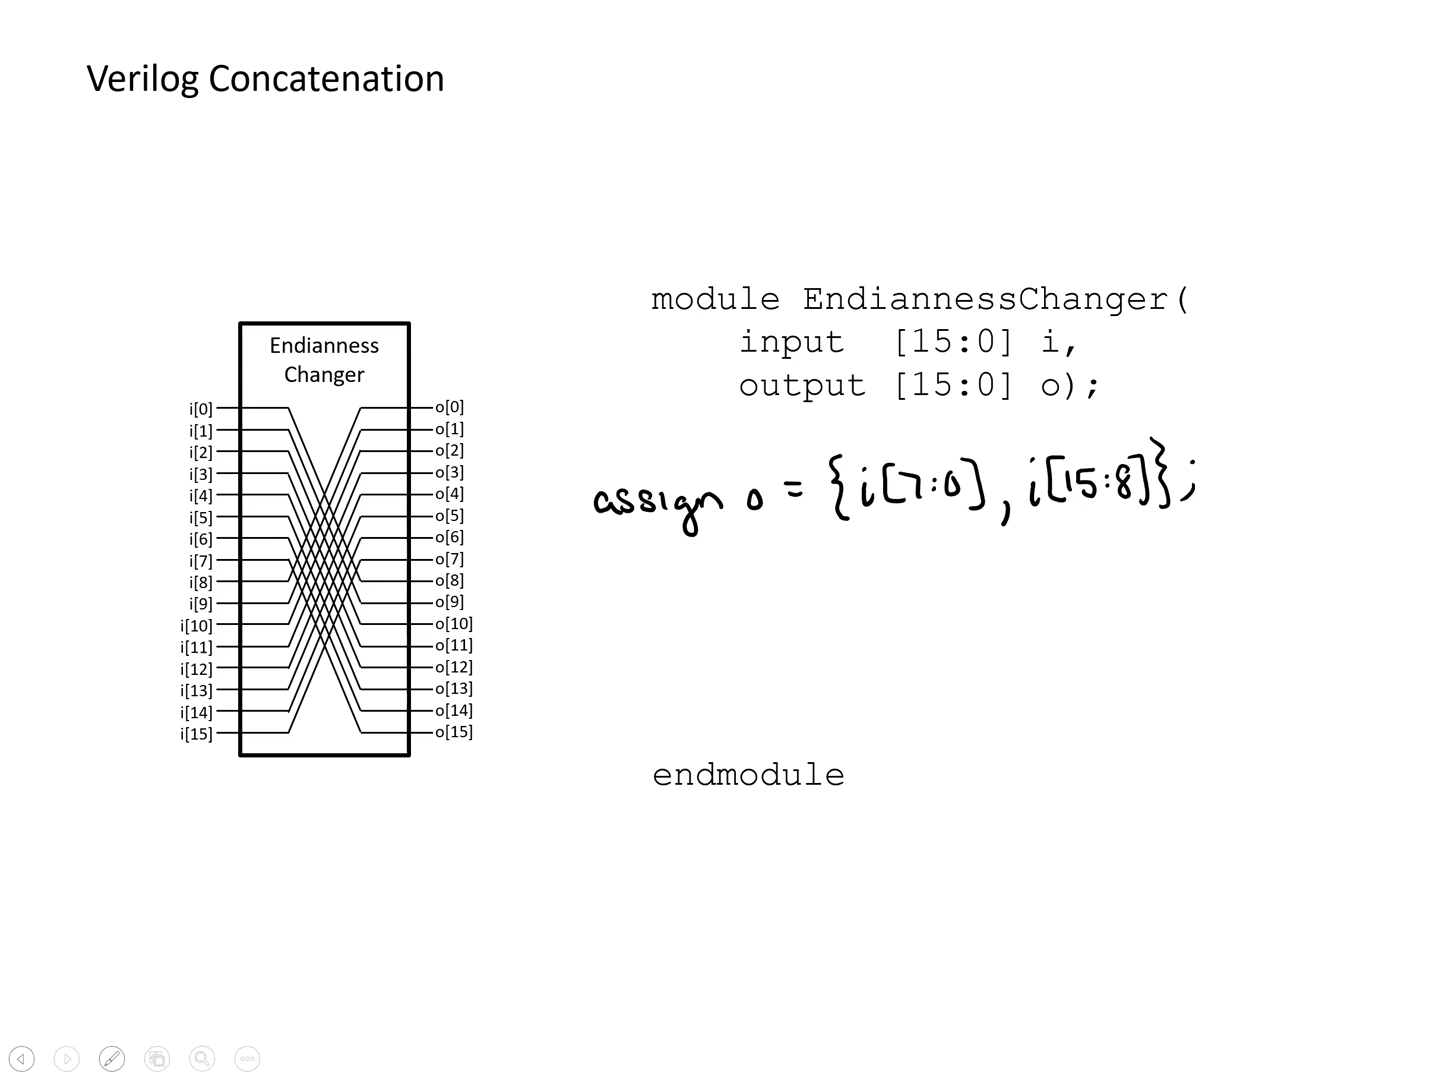 Verilog Concatenation
Endianness
Changer
i[0]
i[1]
i[2]
i[3]
i[4]
i[5]
i[6]
i[7]
i[8]
i[9]
i[10]
i[11]
i[12]
i[13]
i[14]
i[15]
o[0]
o[1]
o[2]
o[3]
o[4]
o[5]
o[6]
o[7]
o[8]
o[9]
o[10]
o[11]
o[12]
o[13]
o[14]
o[15]
module EndiannessChanger(
input [15:0] i,
output [15:0] o);
assign o = {i[7:0], i[15:8]};
endmodule